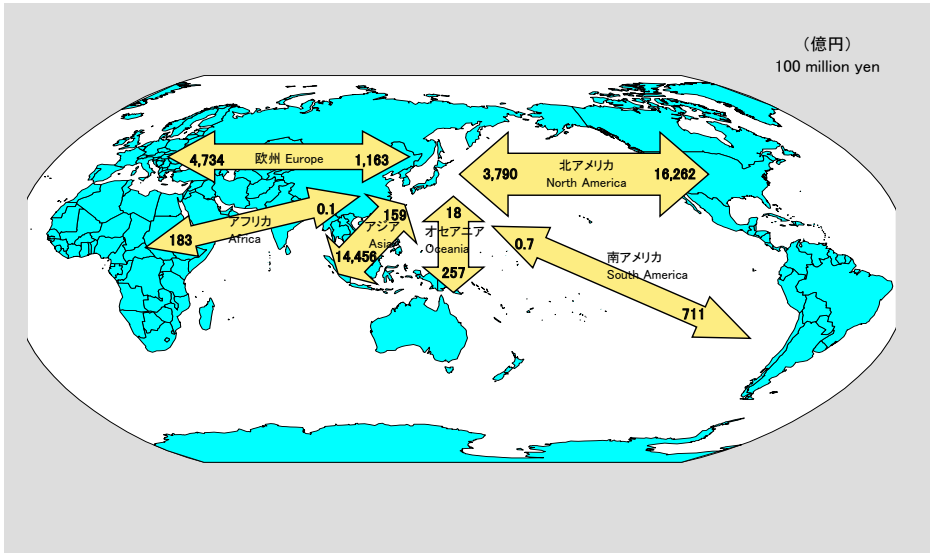 （億円）
100 million yen
4,734
欧州 Europe
1,163
3,790
北アメリカ
North America
16,262
183
アフリカ
Africa
0.1
159
アジア
Asia
14,456
18
オセアニア
Oceania
257
0.7
南アメリカ
South America
711